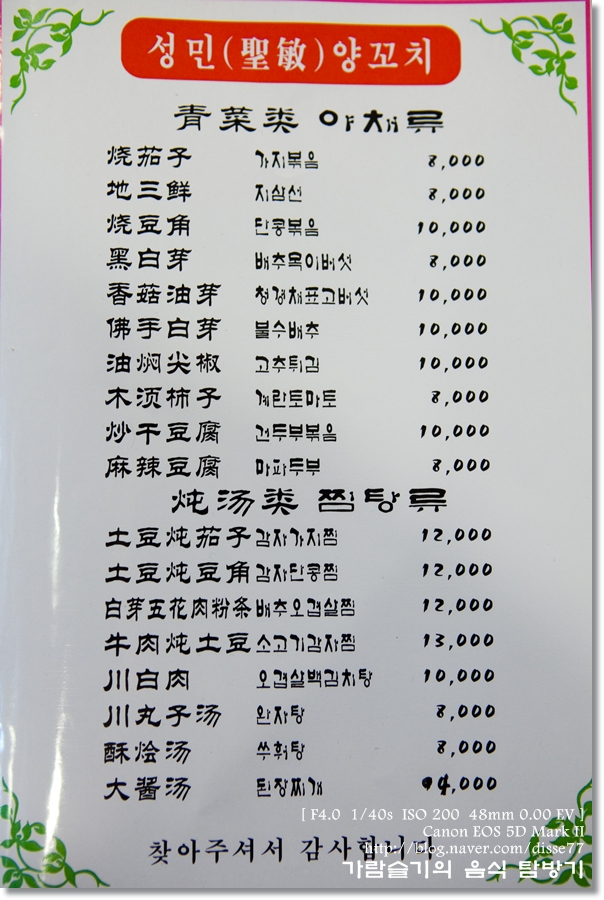 성민(聖敏)양꼬치
青菜类 야채류
烧茄子 가지볶음 8,000
地三鲜 지삼선 8,000
烧豆角 단콩볶음 10,000
黑白芽 배추목이버섯 8,000
香菇油芽 청경채표고버섯 10,000
佛手白芽 불수배추 10,000
油焖尖椒 고추튀김 10,000
木须柿子 계란토마토 8,000
炒干豆腐 건두부볶음 10,000
麻辣豆腐 마파두부 8,000
炖汤类 찜탕류
土豆炖茄子 감자가지찜 12,000
土豆炖豆角 감자단콩찜 12,000
白芽五花肉粉条 배추오겹살찜 12,000
牛肉炖土豆 소고기감자찜 13,000
川白肉 오겹살백김치탕 10,000
川丸子汤 완자탕 8,000
酥烩汤 쑤휘탕 8,000
大酱汤 된장찌개 4,000
[ F4.0 1/40s ISO 200 48mm 0.00 EV ]
Canon EOS 5D Mark II
http://blog.naver.com/disse77
찾아주셔서 감사합니다
가람슬기의 음식 탐방기